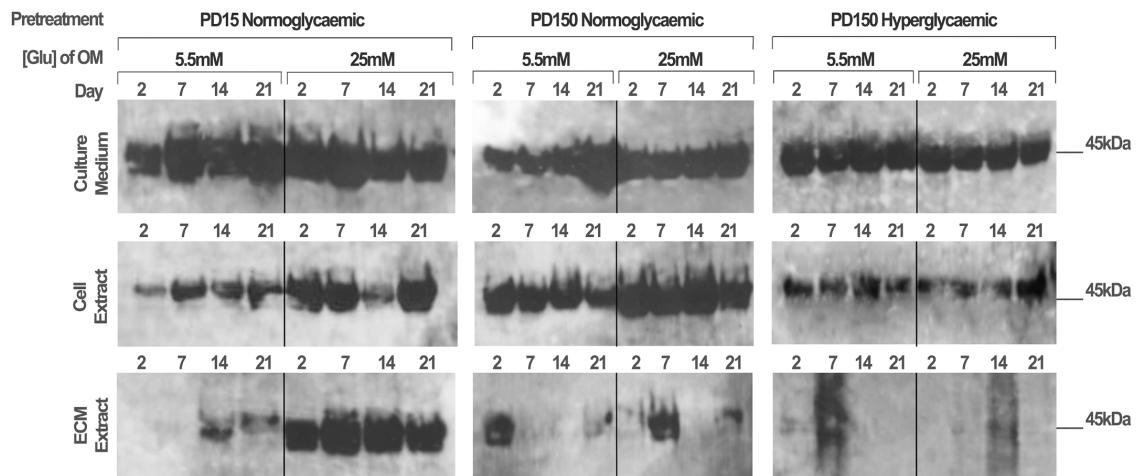 Pretreatment PD15 Normoglycaemic PD150 Normoglycaemic PD150 Hyperglycaemic
[Glu] of OM 5.5mM 25mM 5.5mM 25mM 5.5mM 25mM
Day 2 7 14 21 2 7 14 21 2 7 14 21 2 7 14 21 2 7 14 21 2 7 14 21
Culture Medium 45kDa
2 7 14 21 2 7 14 21 2 7 14 21 2 7 14 21 2 7 14 21 2 7 14 21
Cell Extract 45kDa
2 7 14 21 2 7 14 21 2 7 14 21 2 7 14 21 2 7 14 21 2 7 14 21
ECM Extract 45kDa